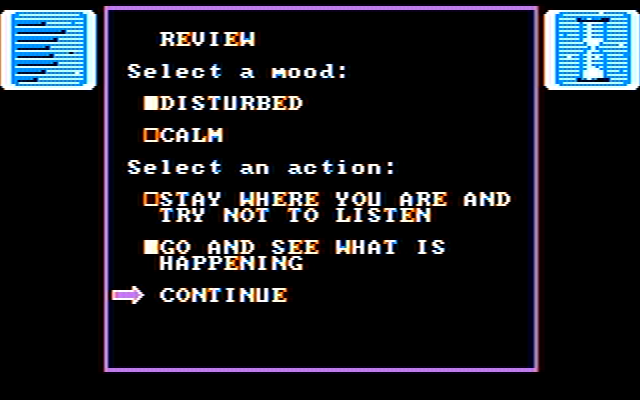 REVIEW
Select a mood:
DISTURBED
CALM
Select an action:
STAY WHERE YOU ARE AND
TRY NOT TO LISTEN
GO AND SEE WHAT IS
HAPPENING
CONTINUE